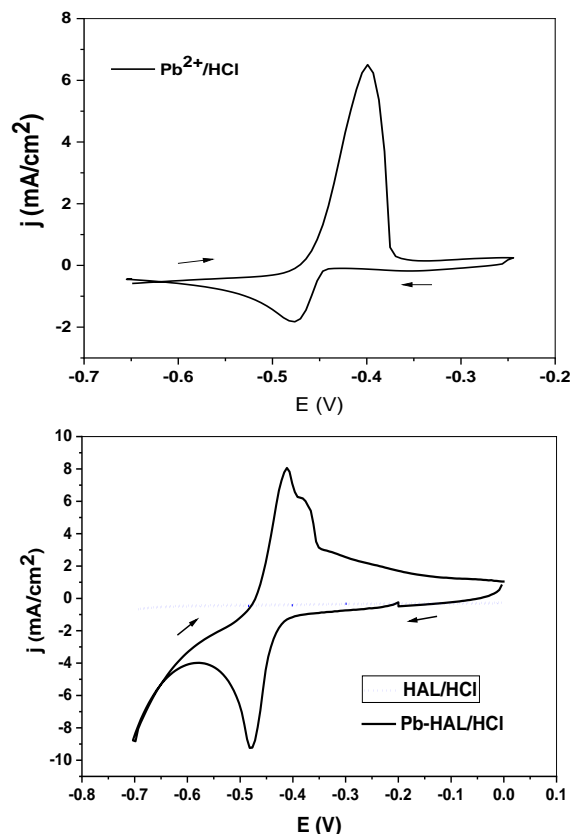 8
6
4
2
0
-2
j (mA/cm²)
Pb²⁺/HCl
-0.7 -0.6 -0.5 -0.4 -0.3 -0.2
E (V)
10
8
6
4
2
0
-2
-4
-6
-8
-10
j (mA/cm²)
HAL/HCl
Pb-HAL/HCl
-0.8 -0.7 -0.6 -0.5 -0.4 -0.3 -0.2 -0.1 0.0 0.1
E (V)